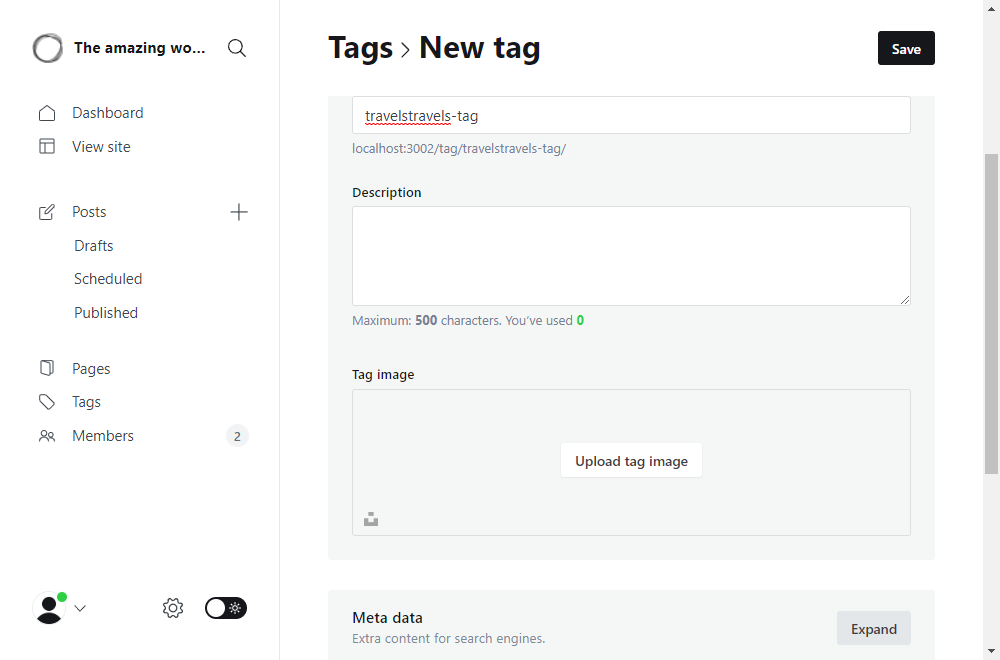 The amazing wo...
Dashboard
View site
Posts
Drafts
Scheduled
Published
Pages
Tags
Members 2
Tags > New tag
Save
travelstravels-tag
localhost:3002/tag/travelstravels-tag/
Description
Maximum: 500 characters. You've used 0
Tag image
Upload tag image
Meta data
Extra content for search engines.
Expand